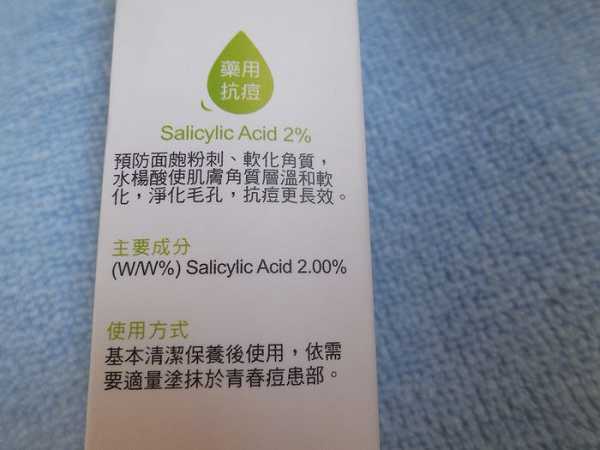 藥用
抗痘
Salicylic Acid 2%
預防面皰粉刺、軟化角質，
水楊酸使肌膚角質層溫和軟
化，淨化毛孔，抗痘更長效。
主要成分
(W/W%) Salicylic Acid 2.00%
使用方式
基本清潔保養後使用，依需
要適量塗抹於青春痘患部。